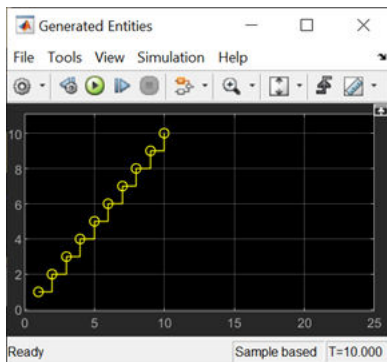 Generated Entities
File Tools View Simulation Help
10
8
6
4
2
0
0 5 10 15 20 25
Ready Sample based T=10.000